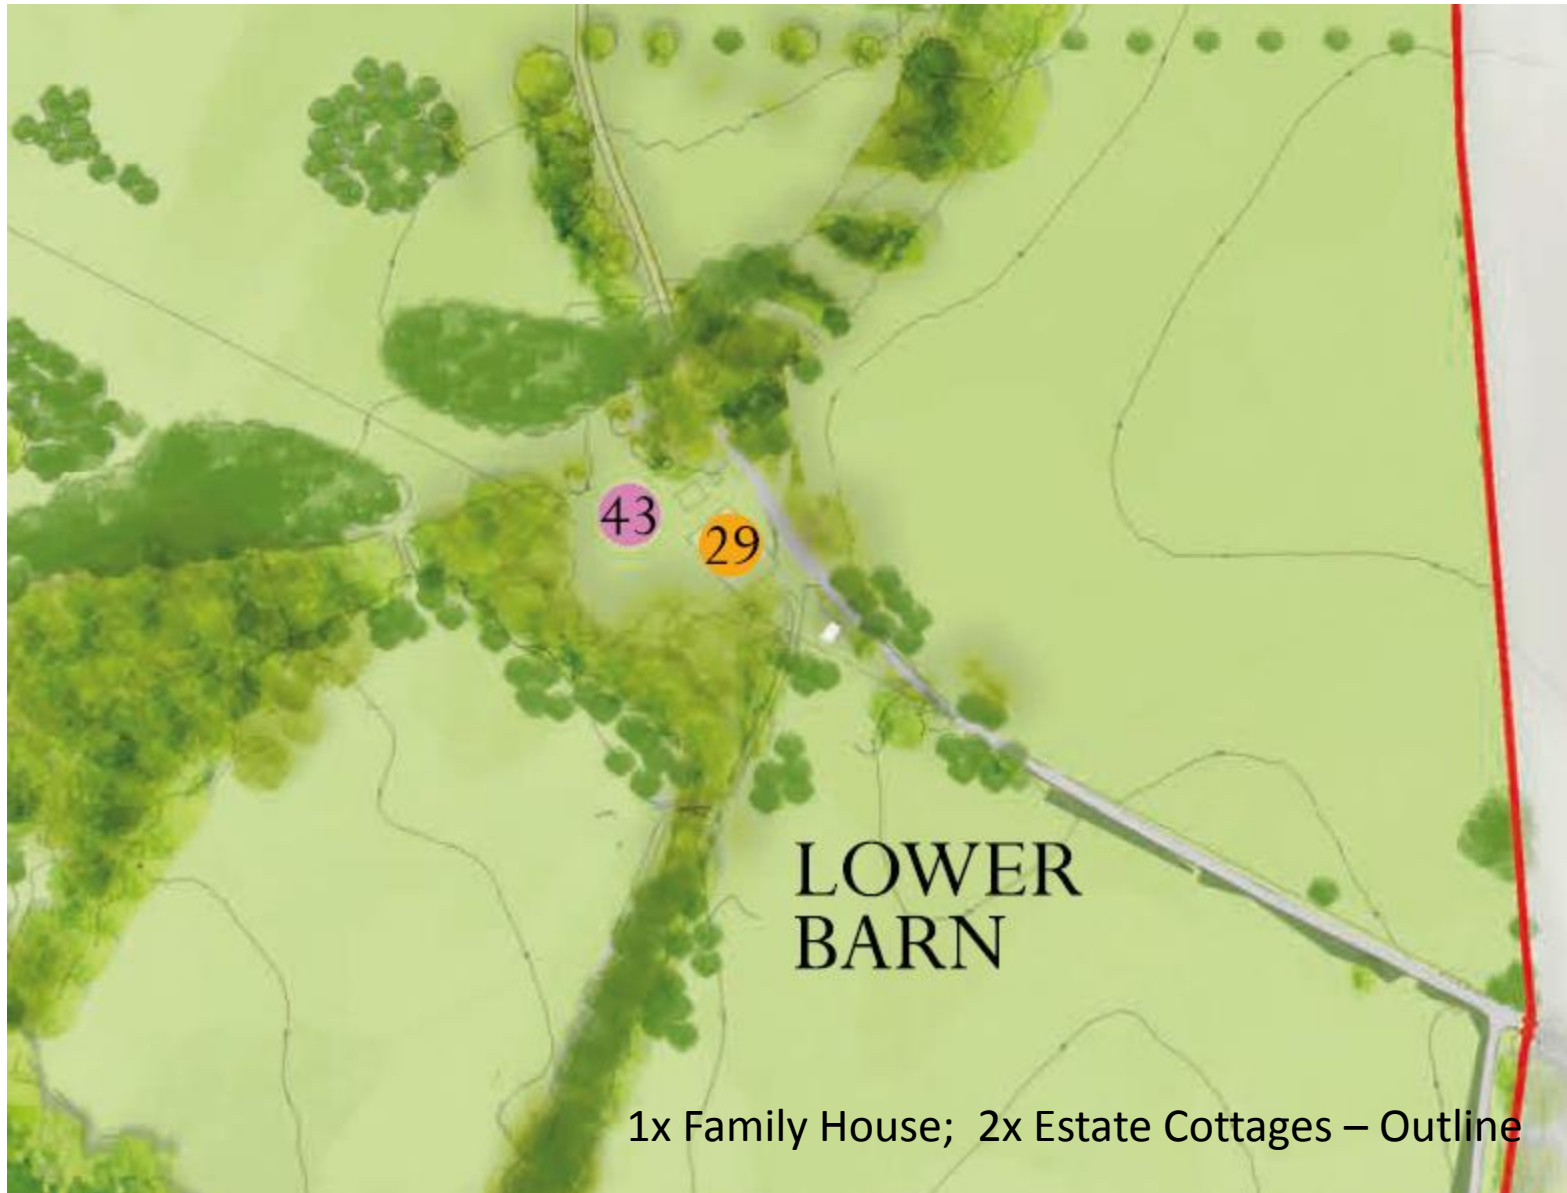 43
29
LOWER
BARN
1x Family House;  2x Estate Cottages – Outline